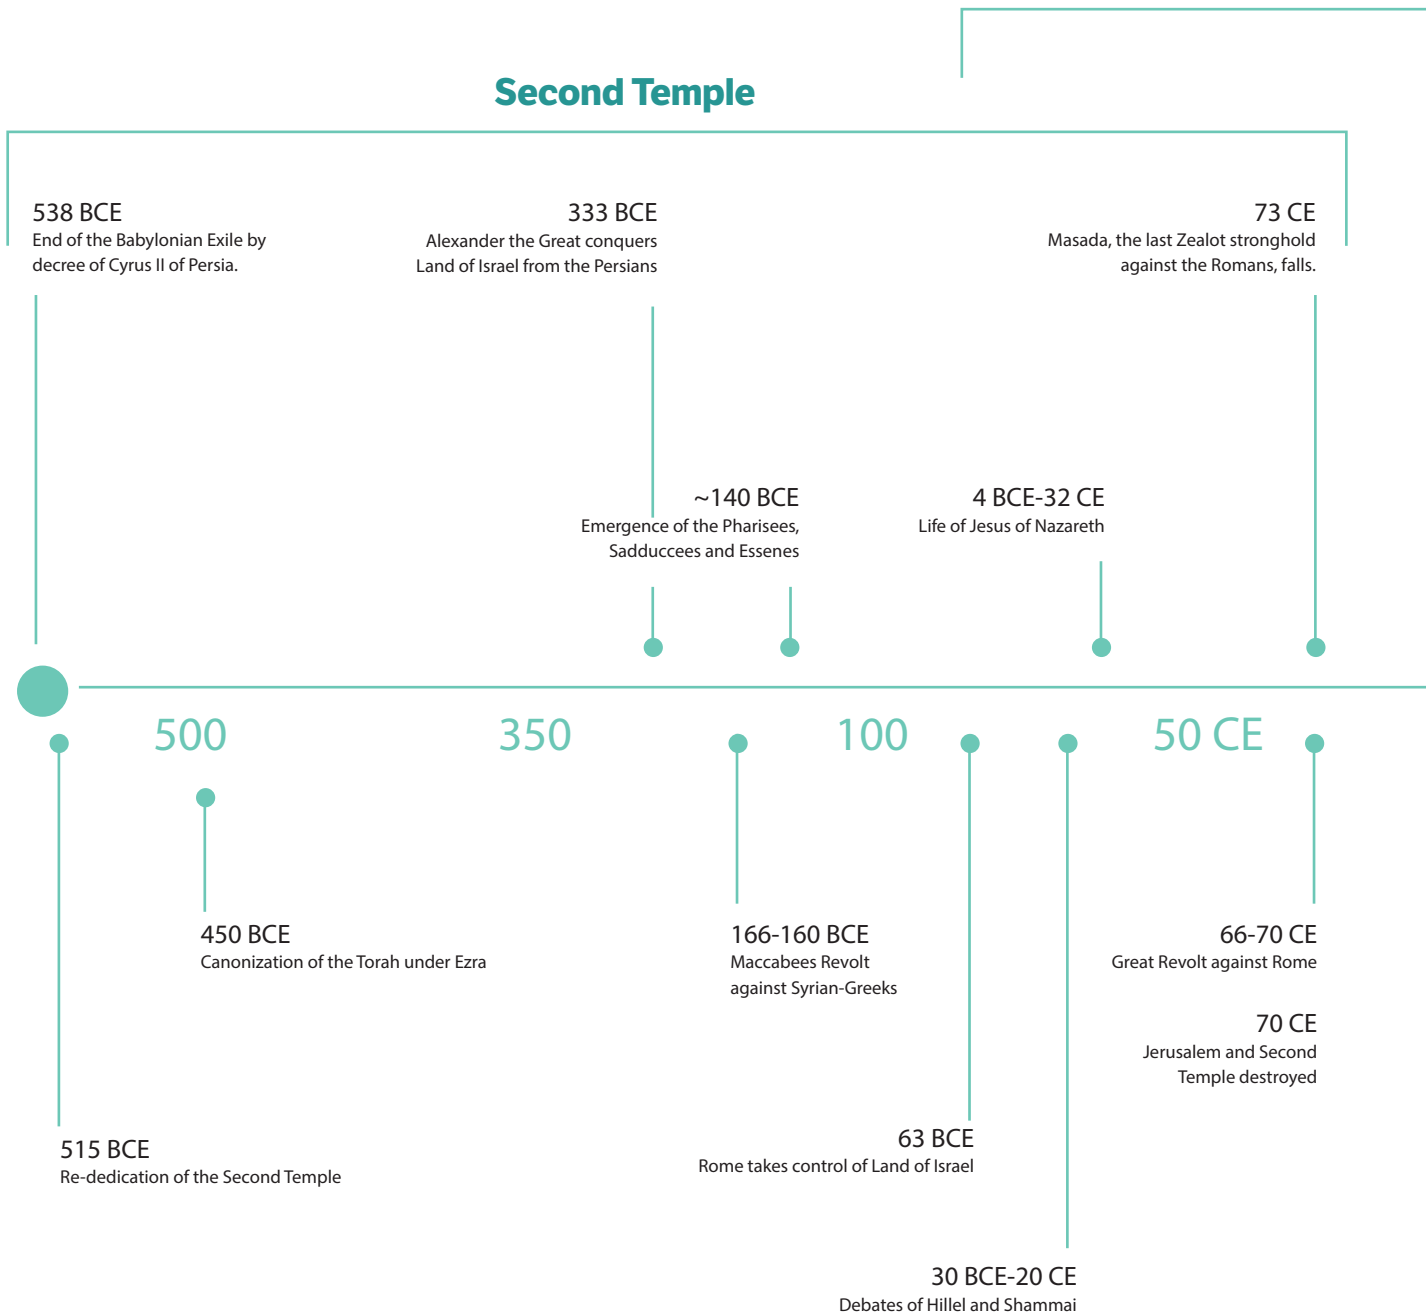 Second Temple
538 BCE
End of the Babylonian Exile by
decree of Cyrus II of Persia.
333 BCE
Alexander the Great conquers
Land of Israel from the Persians
73 CE
Masada, the last Zealot stronghold
against the Romans, falls.
~140 BCE
Emergence of the Pharisees,
Sadduccees and Essenes
4 BCE-32 CE
Life of Jesus of Nazareth
500
350
100
50 CE
450 BCE
Canonization of the Torah under Ezra
166-160 BCE
Maccabees Revolt
against Syrian-Greeks
66-70 CE
Great Revolt against Rome
70 CE
Jerusalem and Second
Temple destroyed
515 BCE
Re-dedication of the Second Temple
63 BCE
Rome takes control of Land of Israel
30 BCE-20 CE
Debates of Hillel and Shammai